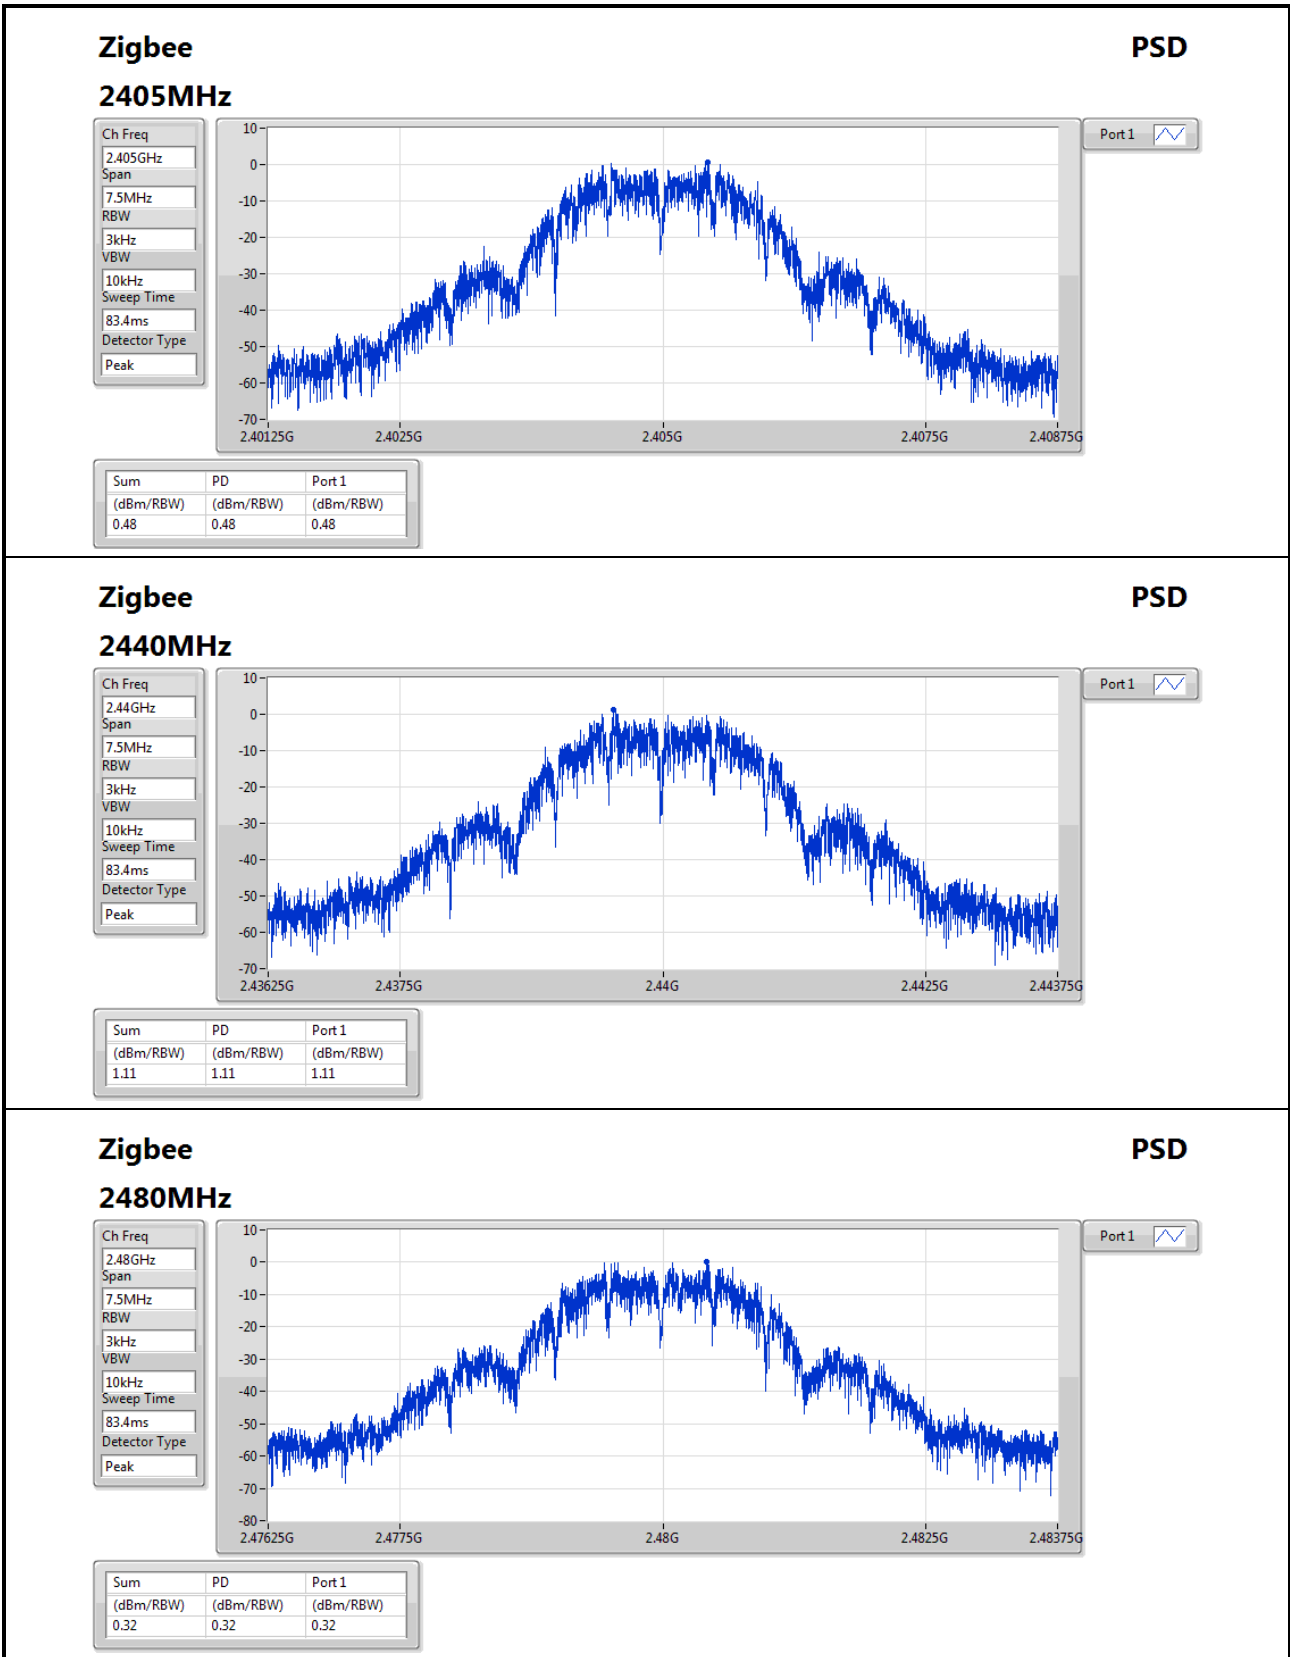 Zigbee PSD
2405MHz
Ch Freq
2.405GHz
Span
7.5MHz
RBW
3kHz
VBW
10kHz
Sweep Time
83.4ms
Detector Type
Peak
10
0
-10
-20
-30
-40
-50
-60
-70
2.40125G 2.4025G 2.405G 2.4075G 2.40875G
Port 1
Sum PD Port 1
(dBm/RBW) (dBm/RBW) (dBm/RBW)
0.48 0.48 0.48
Zigbee PSD
2440MHz
Ch Freq
2.44GHz
Span
7.5MHz
RBW
3kHz
VBW
10kHz
Sweep Time
83.4ms
Detector Type
Peak
10
0
-10
-20
-30
-40
-50
-60
-70
2.43625G 2.4375G 2.44G 2.4425G 2.44375G
Port 1
Sum PD Port 1
(dBm/RBW) (dBm/RBW) (dBm/RBW)
1.11 1.11 1.11
Zigbee PSD
2480MHz
Ch Freq
2.48GHz
Span
7.5MHz
RBW
3kHz
VBW
10kHz
Sweep Time
83.4ms
Detector Type
Peak
10
0
-10
-20
-30
-40
-50
-60
-70
-80
2.47625G 2.4775G 2.48G 2.4825G 2.48375G
Port 1
Sum PD Port 1
(dBm/RBW) (dBm/RBW) (dBm/RBW)
0.32 0.32 0.32